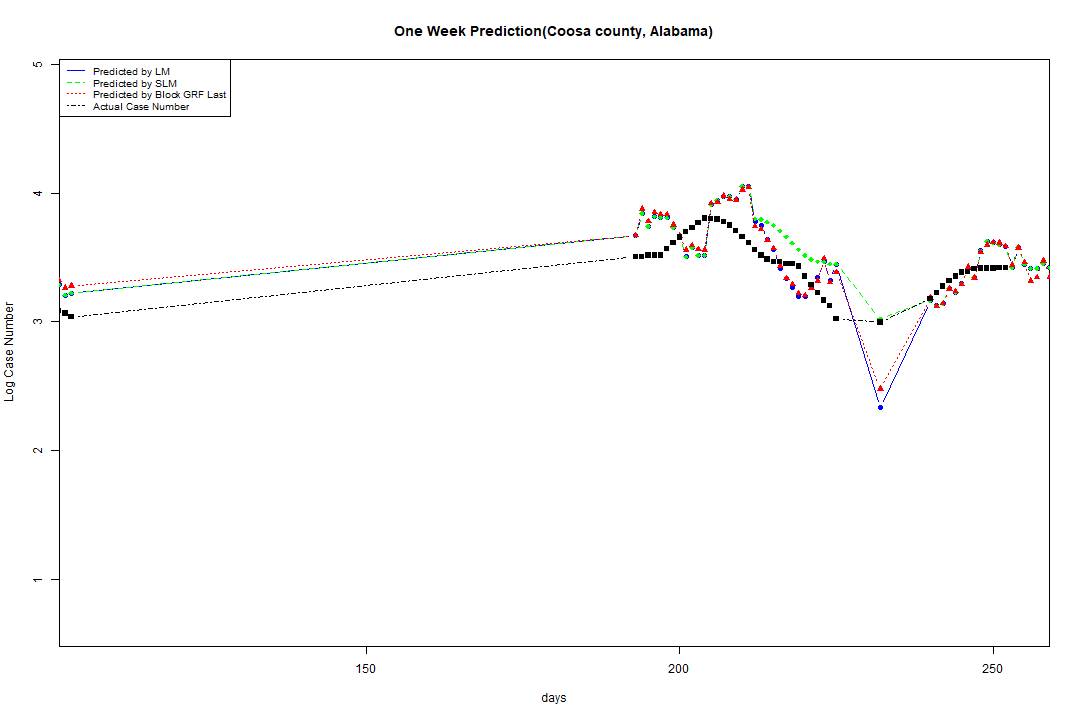 One Week Prediction(Coosa county, Alabama)
Predicted by LM
Predicted by SLM
Predicted by Block GRF Last
Actual Case Number
5
4
3
2
1
Log Case Number
150
200
250
days